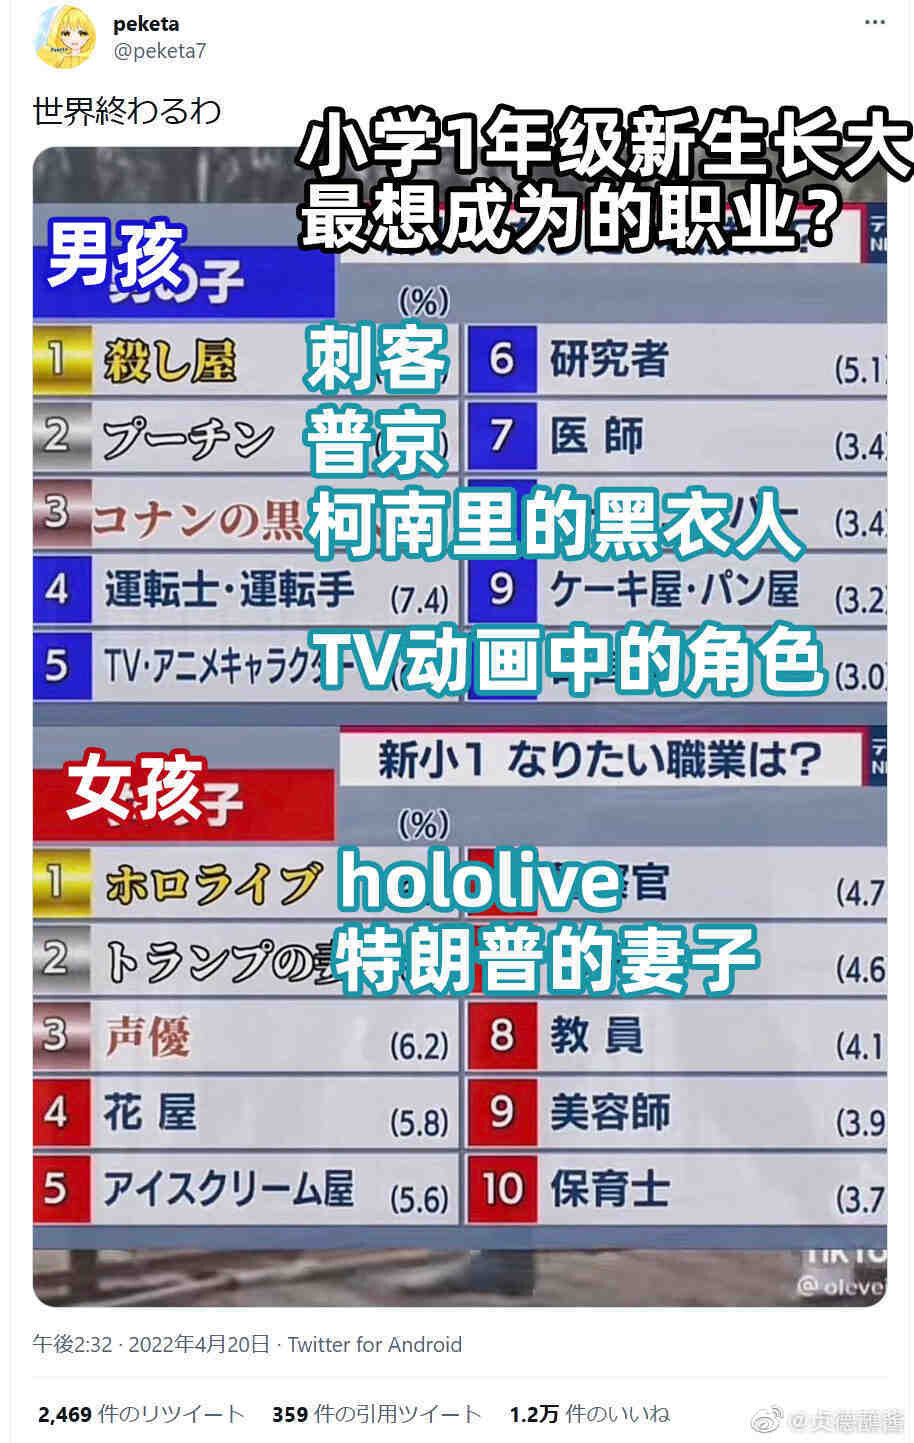 peketa
@peketa7
世界終わるわ
小学1年级新生长大
最想成为的职业？
男孩
(%)
1 殺し屋 刺客
6 研究者 (5.1)
2 プーチン 普京
7 医師 (3.4
3 コナンの黒 柯南里的黑衣人
(3.4
4 運転士・運転手 (7.4)
9 ケーキ屋・パン屋 (3.2
5 TV・アニメキャラクター TV动画中的角色
(3.0
新小1 なりたい職業は？
女孩
(%)
1 ホロライブ hololive
察官 (4.7
2 トランプの妻 特朗普的妻子
(4.6
3 声優 (6.2)
8 教員 (4.1
4 花屋 (5.8)
9 美容師 (3.9
5 アイスクリーム屋 (5.6)
10 保育士 (3.7
@olevei
午後2:32 · 2022年4月20日 · Twitter for Android
2,469 件のリツイート 359 件の引用ツイート 1.2万 件のいいね
@贞德蘸酱